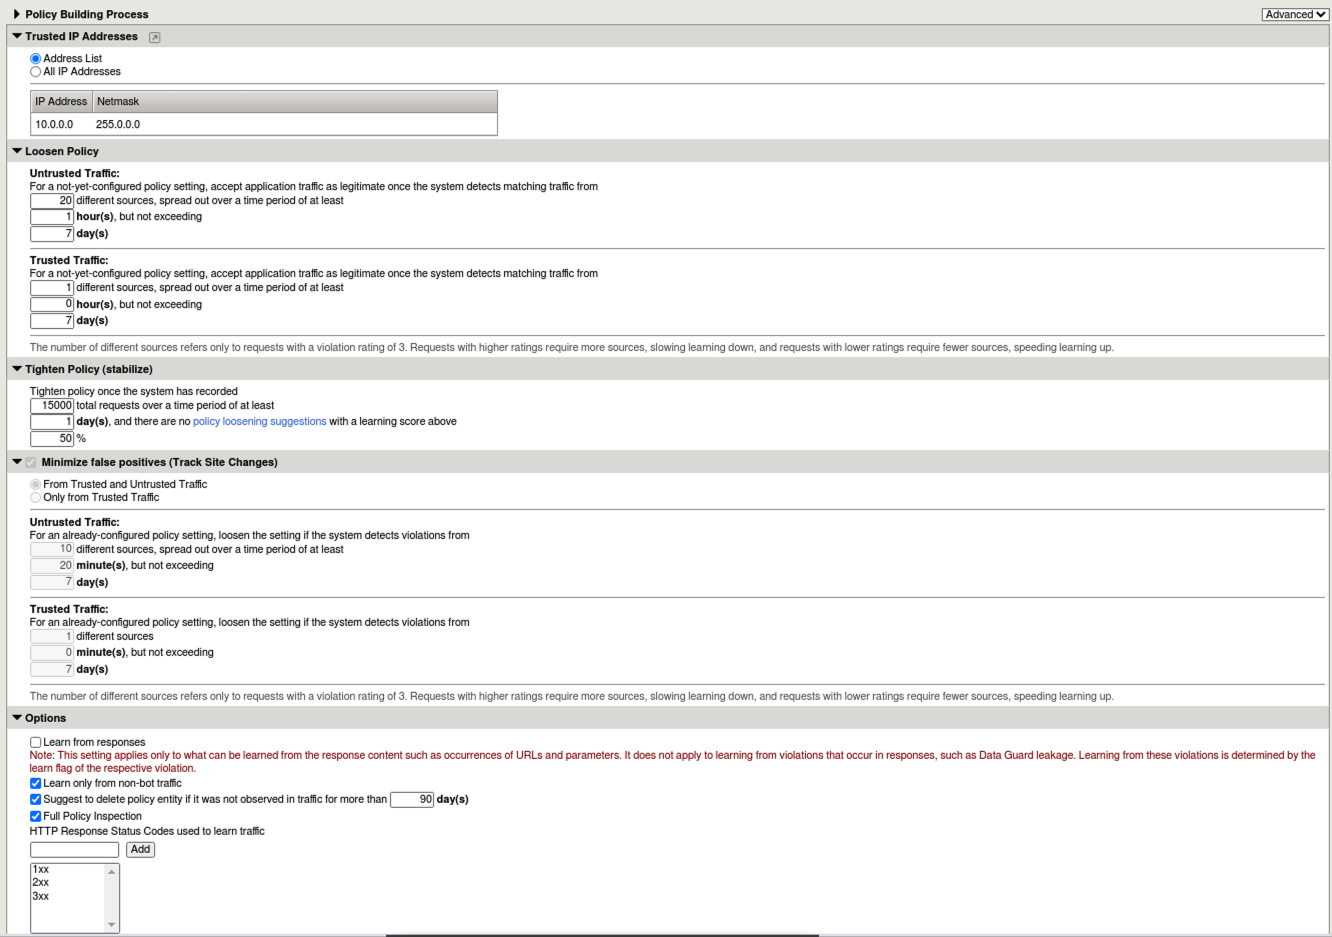 Policy Building Process
Advanced
Trusted IP Addresses
Address List
All IP Addresses
IP Address Netmask
10.0.0.0 255.0.0.0
Loosen Policy
Untrusted Traffic:
For a not-yet-configured policy setting, accept application traffic as legitimate once the system detects matching traffic from
20 different sources, spread out over a time period of at least
1 hour(s), but not exceeding
7 day(s)
Trusted Traffic:
For a not-yet-configured policy setting, accept application traffic as legitimate once the system detects matching traffic from
1 different sources, spread out over a time period of at least
0 hour(s), but not exceeding
7 day(s)
The number of different sources refers only to requests with a violation rating of 3. Requests with higher ratings require more sources, slowing learning down, and requests with lower ratings require fewer sources, speeding learning up.
Tighten Policy (stabilize)
Tighten policy once the system has recorded
15000 total requests over a time period of at least
1 day(s), and there are no policy loosening suggestions with a learning score above
50 %
Minimize false positives (Track Site Changes)
From Trusted and Untrusted Traffic
Only from Trusted Traffic
Untrusted Traffic:
For an already-configured policy setting, loosen the setting if the system detects violations from
10 different sources, spread out over a time period of at least
20 minute(s), but not exceeding
7 day(s)
Trusted Traffic:
For an already-configured policy setting, loosen the setting if the system detects violations from
1 different sources
0 minute(s), but not exceeding
7 day(s)
The number of different sources refers only to requests with a violation rating of 3. Requests with higher ratings require more sources, slowing learning down, and requests with lower ratings require fewer sources, speeding learning up.
Options
Learn from responses
Note: This setting applies only to what can be learned from the response content such as occurrences of URLs and parameters. It does not apply to learning from violations that occur in responses, such as Data Guard leakage. Learning from these violations is determined by the
learn flag of the respective violation.
Learn only from non-bot traffic
Suggest to delete policy entity if it was not observed in traffic for more than 90 day(s)
Full Policy Inspection
HTTP Response Status Codes used to learn traffic
Add
1xx
2xx
3xx